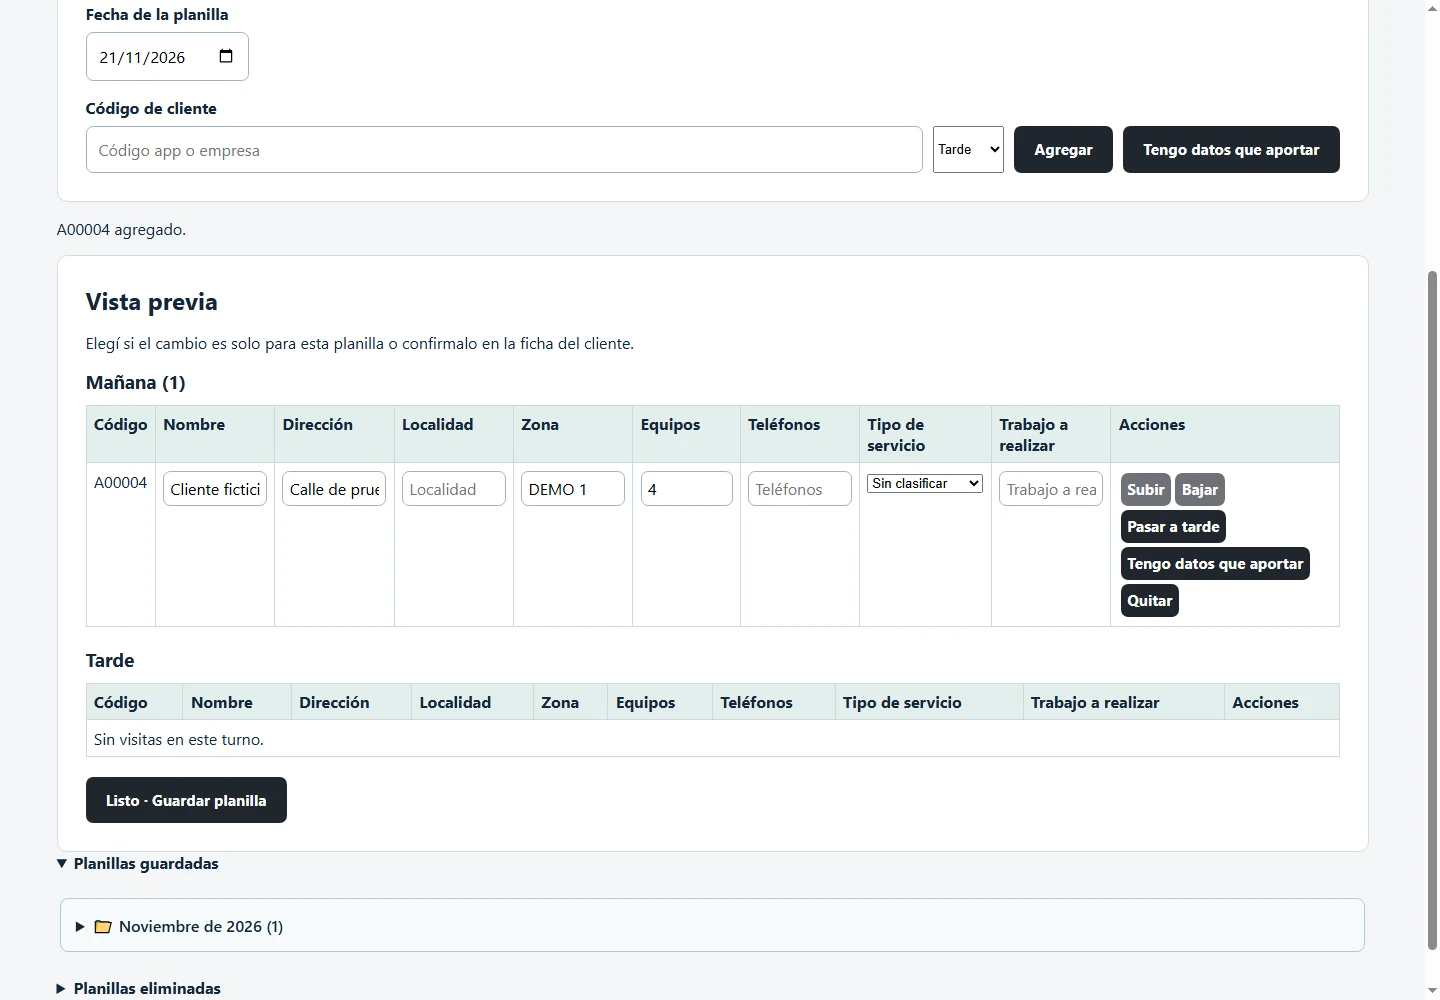 Fecha de la planilla
21/11/2026
Código de cliente
Código app o empresa
Tarde
Agregar
Tengo datos que aportar
A00004 agregado.
Vista previa
Elegí si el cambio es solo para esta planilla o confirmalo en la ficha del cliente.
Mañana (1)
Código Nombre Dirección Localidad Zona Equipos Teléfonos Tipo de servicio Trabajo a realizar Acciones
A00004 Cliente fictici Calle de prue Localidad DEMO 1 4 Teléfonos Sin clasificar Trabajo a rea Subir Bajar
Pasar a tarde
Tengo datos que aportar
Quitar
Tarde
Código Nombre Dirección Localidad Zona Equipos Teléfonos Tipo de servicio Trabajo a realizar Acciones
Sin visitas en este turno.
Listo · Guardar planilla
Planillas guardadas
Noviembre de 2026 (1)
Planillas eliminadas